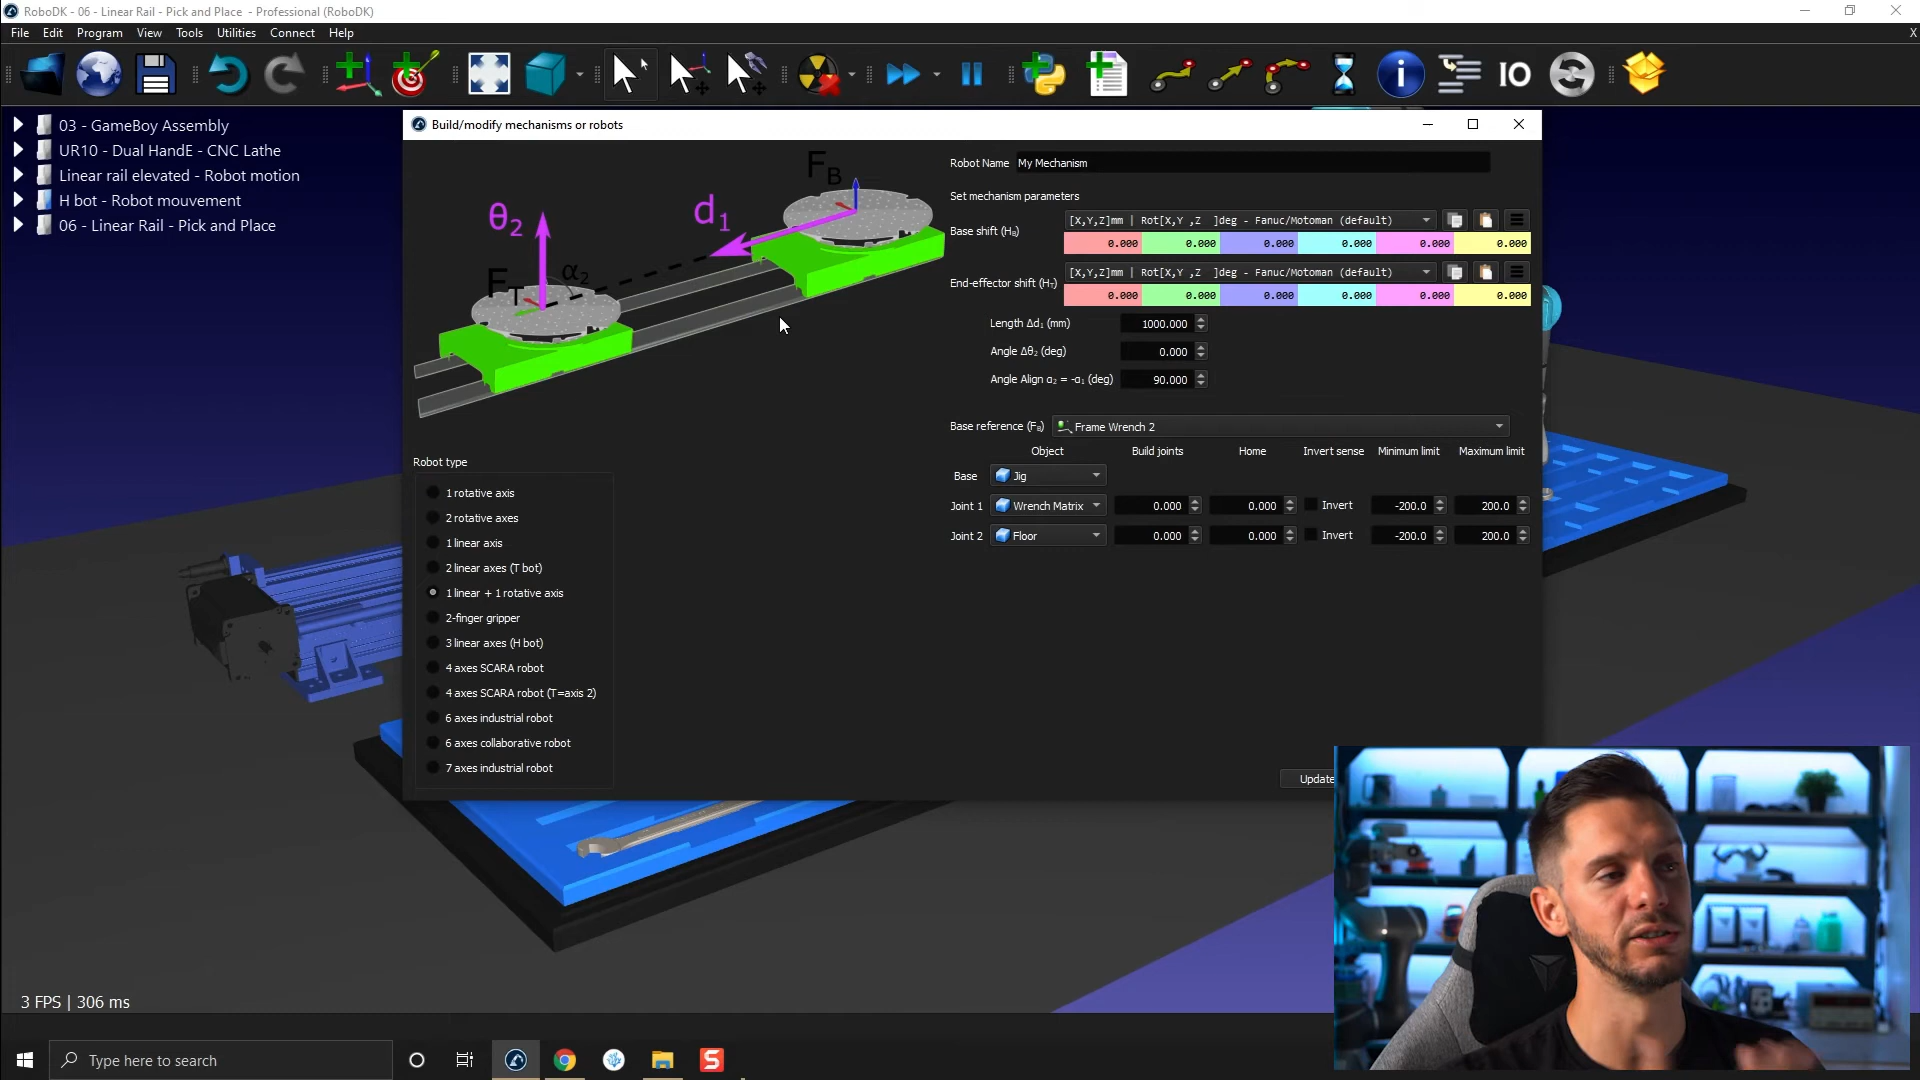 RoboDK - 06 - Linear Rail - Pick and Place - Professional (RoboDK)
File Edit Program View Tools Utilities Connect Help X
IO
03 - GameBoy Assembly
UR10 - Dual HandE - CNC Lathe
Linear rail elevated - Robot motion
H bot - Robot mouvement
06 - Linear Rail - Pick and Place
Build/modify mechanisms or robots
FB
θ2
d1
α2
FT
Robot Name My Mechanism
Set mechanism parameters
[X,Y,Z]mm | Rot[X,Y ,Z ]deg - Fanuc/Motoman (default)
Base shift (HB)
0.000 0.000 0.000 0.000 0.000 0.000
[X,Y,Z]mm | Rot[X,Y ,Z ]deg - Fanuc/Motoman (default)
End-effector shift (HT)
0.000 0.000 0.000 0.000 0.000 0.000
Length Δd₁ (mm) 1000.000
Angle Δθ₂ (deg) 0.000
Angle Align α₂ = -α₁ (deg) 90.000
Base reference (FB) Frame Wrench 2
Object Build joints Home Invert sense Minimum limit Maximum limit
Base Jig
Joint 1 Wrench Matrix 0.000 0.000 Invert -200.0 200.0
Joint 2 Floor 0.000 0.000 Invert -200.0 200.0
Robot type
1 rotative axis
2 rotative axes
1 linear axis
2 linear axes (T bot)
1 linear + 1 rotative axis
2-finger gripper
3 linear axes (H bot)
4 axes SCARA robot
4 axes SCARA robot (T=axis 2)
6 axes industrial robot
6 axes collaborative robot
7 axes industrial robot
Update
3 FPS | 306 ms
Type here to search
S